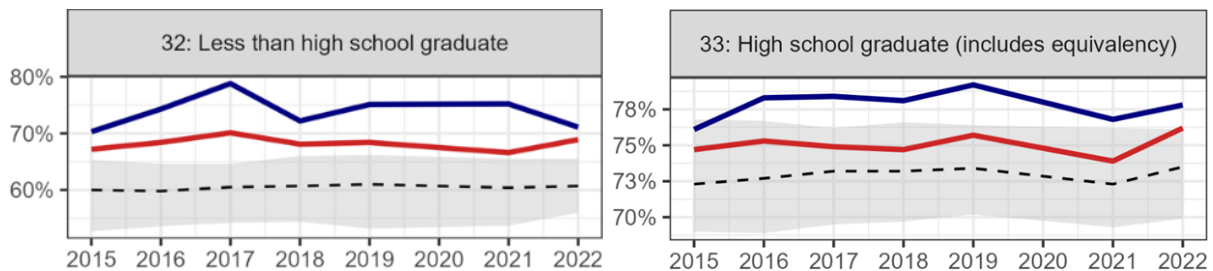 32: Less than high school graduate
80%
70%
60%
2015 2016 2017 2018 2019 2020 2021 2022
33: High school graduate (includes equivalency)
78%
75%
73%
70%
2015 2016 2017 2018 2019 2020 2021 2022